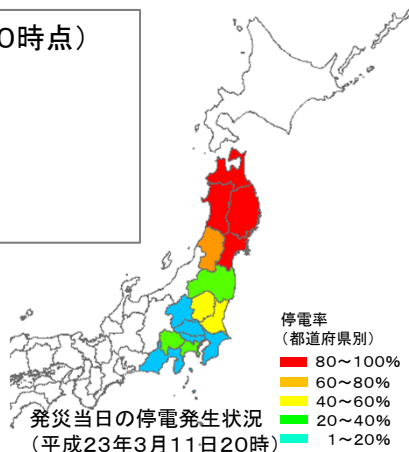 0時点）
停電率
（都道府県別）
80～100%
60～80%
40～60%
20～40%
1～20%
発災当日の停電発生状況
（平成23年3月11日20時）